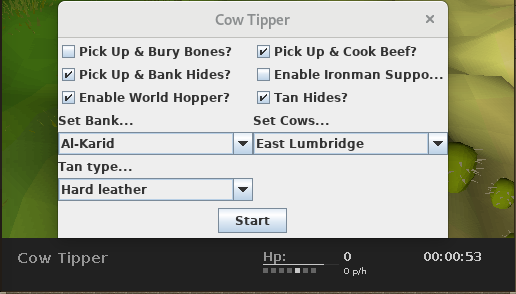 Cow Tipper
Pick Up & Bury Bones? Pick Up & Cook Beef?
Pick Up & Bank Hides? Enable Ironman Suppo...
Enable World Hopper? Tan Hides?
Set Bank... Set Cows...
Al-Karid East Lumbridge
Tan type...
Hard leather
Start
Cow Tipper Hp: 0 00:00:53
0 p/h